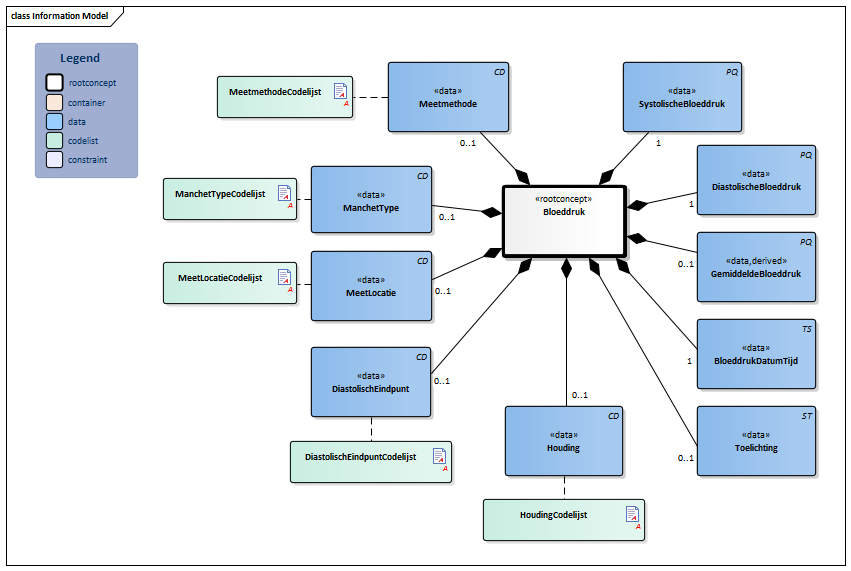 class Information Model
Legend
rootconcept
container
data
codelist
constraint
MeetmethodeCodelijst
A
CD
«data»
Meetmethode
0..1
PQ
«data»
SystolischeBloeddruk
1
ManchetTypeCodelijst
A
CD
«data»
ManchetType
0..1
«rootconcept»
Bloeddruk
PQ
«data»
DiastolischeBloeddruk
1
MeetLocatieCodelijst
A
CD
«data»
MeetLocatie
0..1
PQ
«data,derived»
GemiddeldeBloeddruk
0..1
CD
«data»
DiastolischEindpunt
0..1
TS
«data»
BloeddrukDatumTijd
1
DiastolischEindpuntCodelijst
A
0..1
CD
«data»
Houding
ST
«data»
Toelichting
0..1
HoudingCodelijst
A